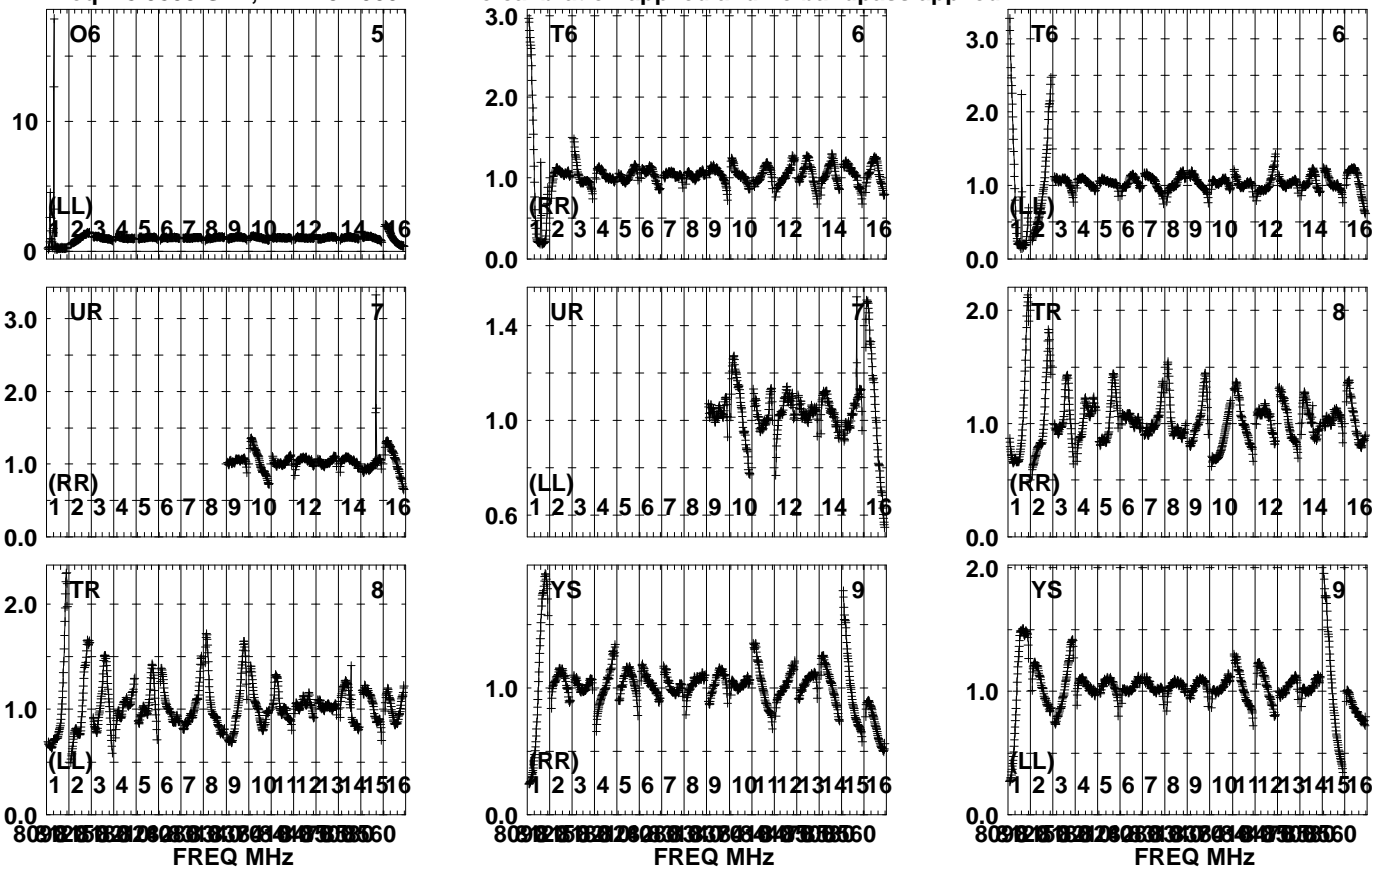 O6 5
10
(LL)
1 2 3 4 5 6 7 8 9 10 12 14 16
0
3.0 T6 6
2.0
1.0
(RR)
1 2 3 4 5 6 7 8 9 10 12 14 16
0.0
T6 6
3.0
2.0
1.0
(LL)
1 2 3 4 5 6 7 8 9 10 12 14 16
0.0
UR 7
3.0
2.0
1.0
(RR)
1 2 3 4 5 6 7 8 9 10 12 14 16
0.0
UR 7
1.4
1.0
(LL)
1 2 3 4 5 6 7 8 9 10 12 14 16
0.6
TR 8
2.0
1.0
(RR)
1 2 3 4 5 6 7 8 9 10 12 14 16
0.0
TR 8
2.0
1.0
(LL)
1 2 3 4 5 6 7 8 9 10 11 12 13 14 15 16
0.0
FREQ MHz
YS 9
1.0
(RR)
1 2 3 4 5 6 7 8 9 10 11 12 13 14 15 16
0.0
FREQ MHz
2.0 YS 9
1.0
(LL)
1 2 3 4 5 6 7 8 9 10 11 12 13 14 15 16
0.0
FREQ MHz